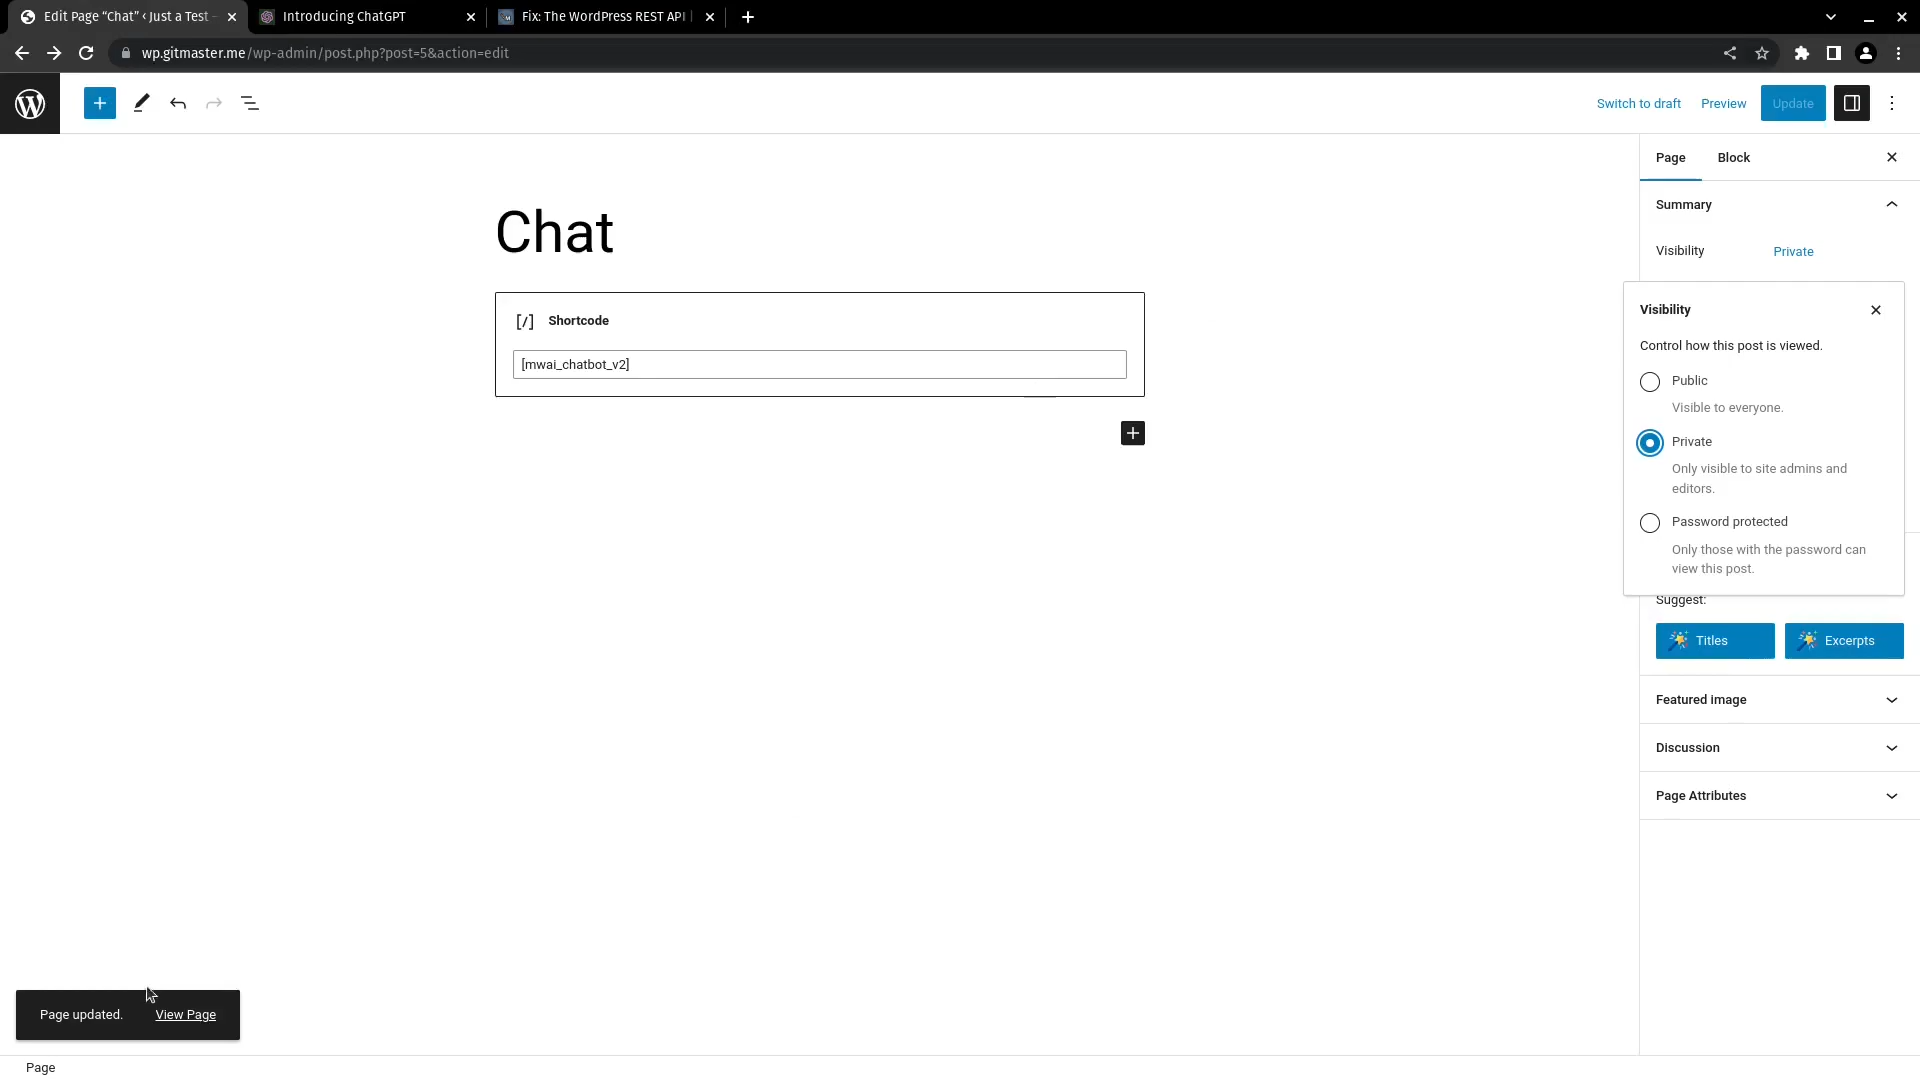 Edit Page “Chat” ‹ Just a Test -
Introducing ChatGPT
Fix: The WordPress REST API |
wp.gitmaster.me/wp-admin/post.php?post=5&action=edit
Switch to draft
Preview
Update
Page
Block
Summary
Visibility
Private
Chat
[/] Shortcode
[mwai_chatbot_v2]
Visibility
Control how this post is viewed.
Public
Visible to everyone.
Private
Only visible to site admins and
editors.
Password protected
Only those with the password can
view this post.
Suggest:
Titles
Excerpts
Featured image
Discussion
Page Attributes
Page updated.
View Page
Page